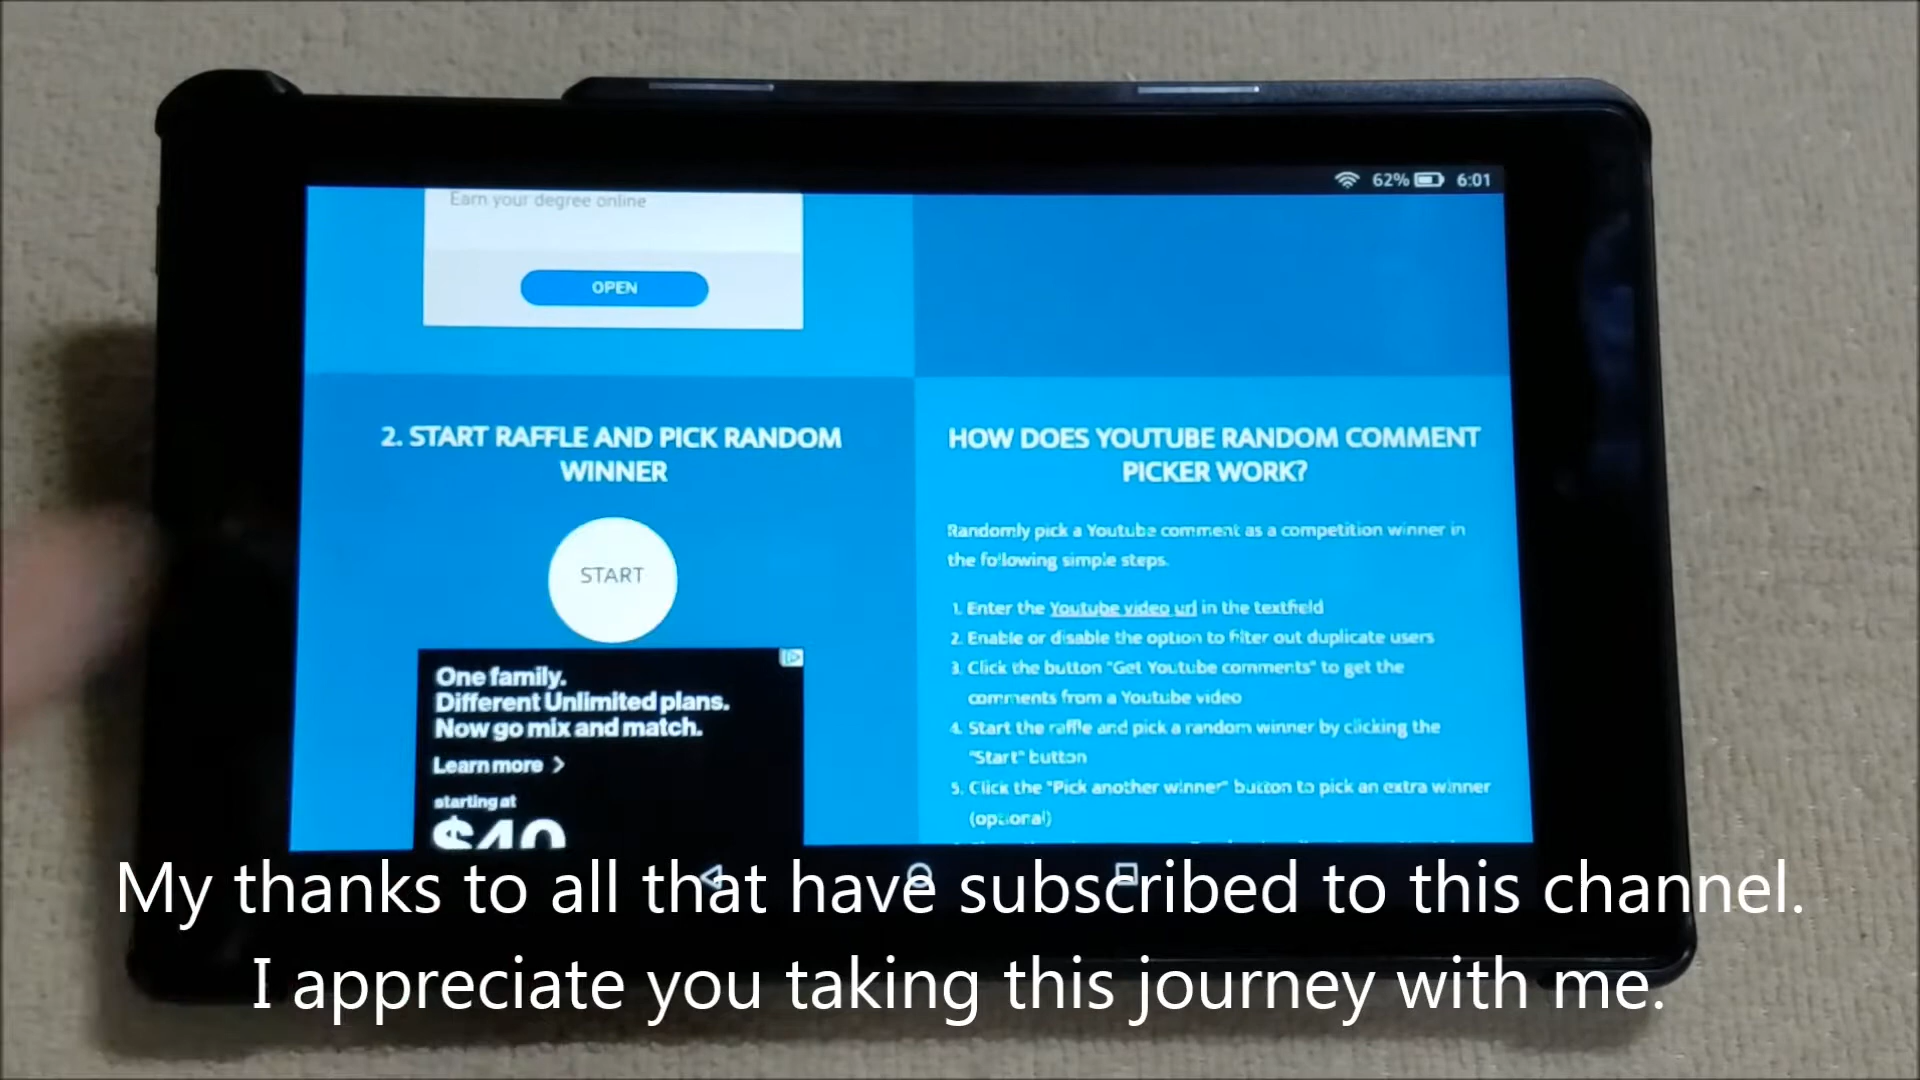 62% 6:01
Earn your degree online
OPEN
2. START RAFFLE AND PICK RANDOM
WINNER
START
One family.
Different Unlimited plans.
Now go mix and match.
Learn more >
starting at
$40
HOW DOES YOUTUBE RANDOM COMMENT
PICKER WORK?
Randomly pick a Youtube comment as a competition winner in
the following simple steps.
1. Enter the Youtube video url in the textfield
2. Enable or disable the option to filter out duplicate users
3. Click the button "Get Youtube comments" to get the
comments from a Youtube video
4. Start the raffle and pick a random winner by clicking the
"Start" button
5. Click the "Pick another winner" button to pick an extra winner
(optional)
My thanks to all that have subscribed to this channel.
I appreciate you taking this journey with me.